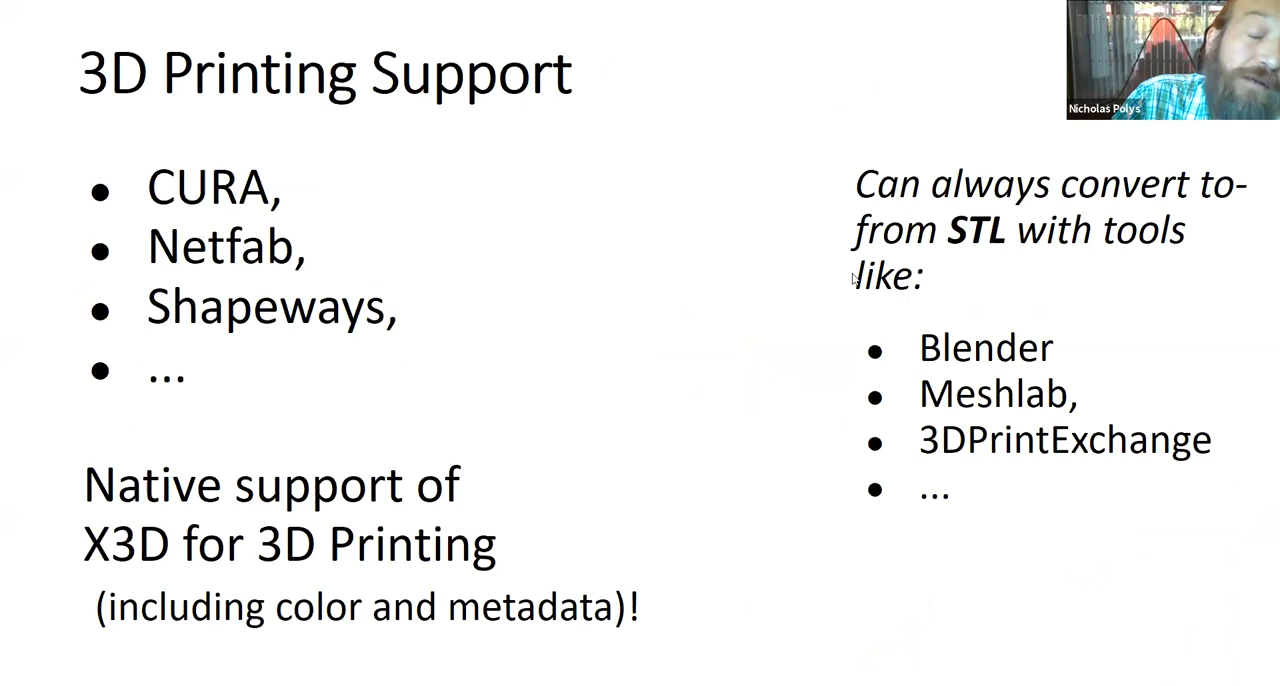 3D Printing Support
Nicholas Polys
● CURA,
● Netfab,
● Shapeways,
● ...
Native support of
X3D for 3D Printing
(including color and metadata)!
Can always convert to-
from STL with tools
like:
● Blender
● Meshlab,
● 3DPrintExchange
● ...